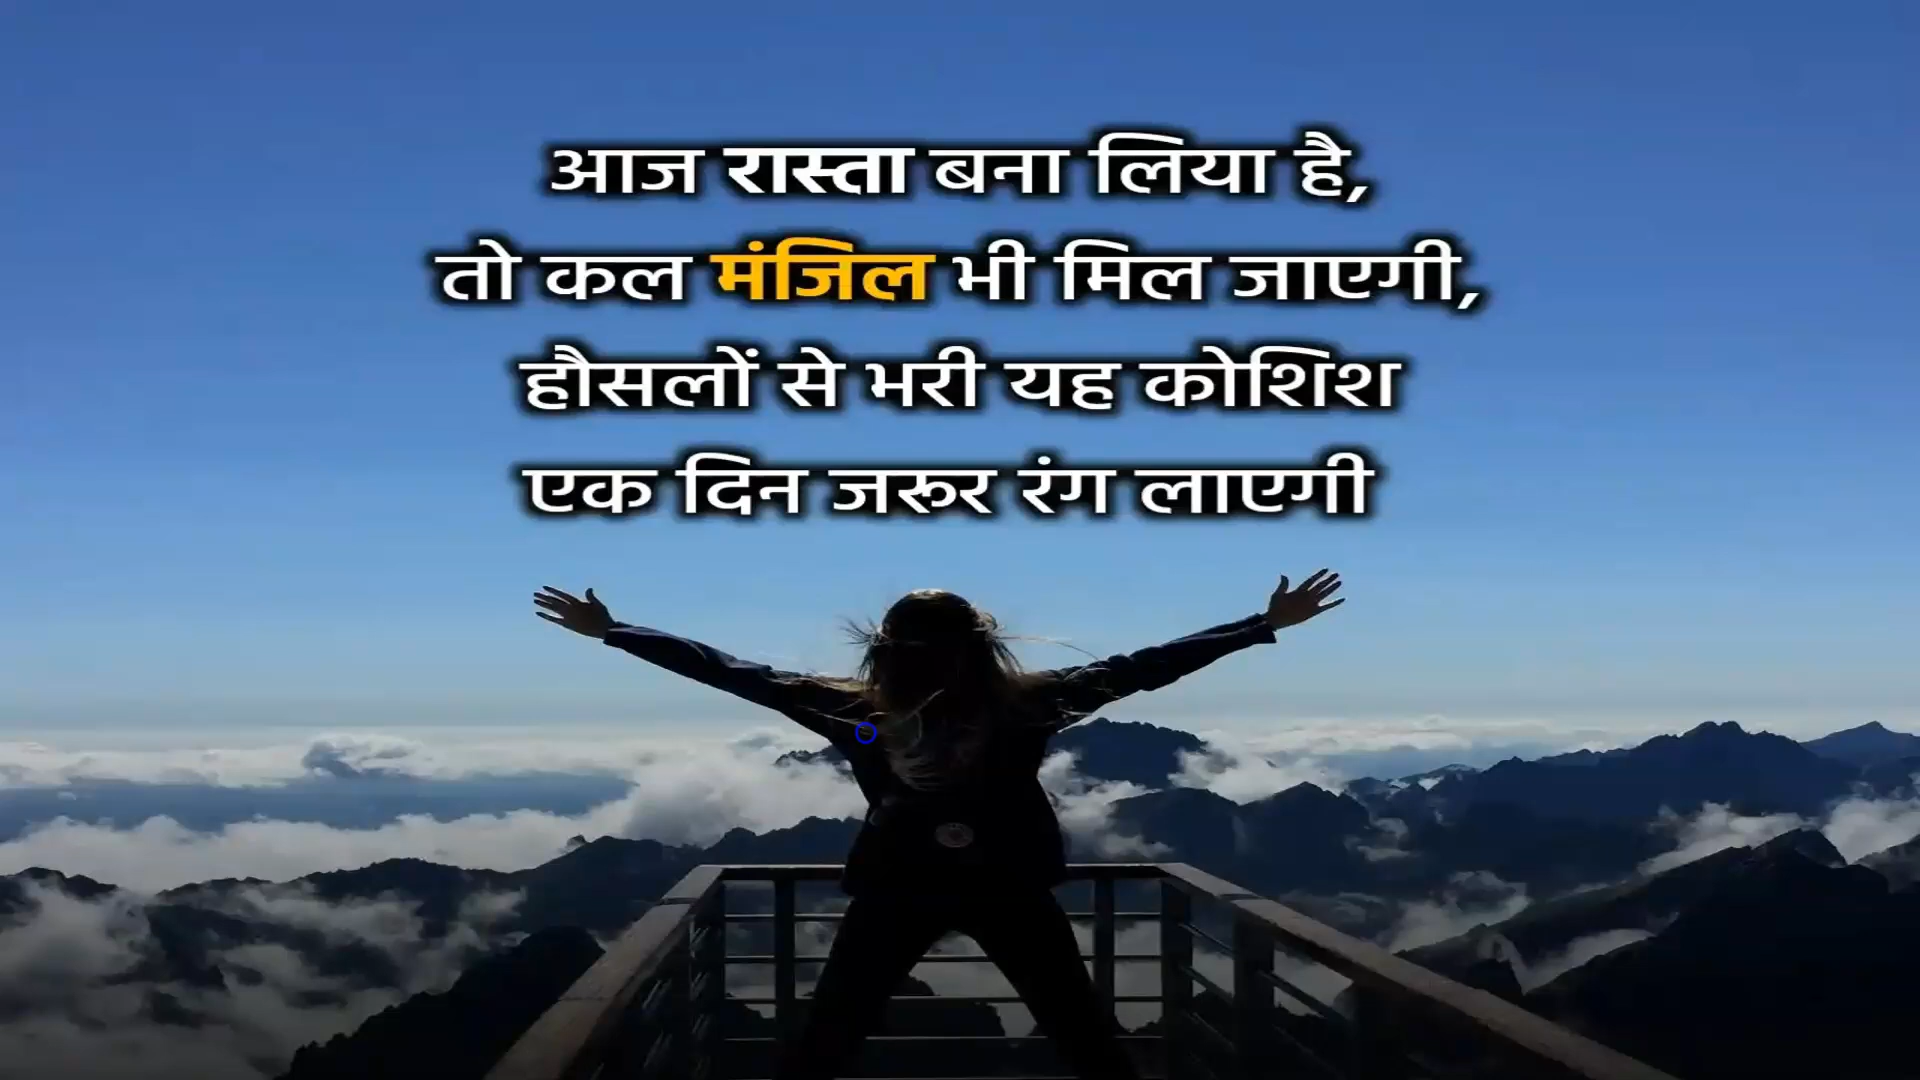 आज रास्ता बना लिया है,
तो कल मंजिल भी मिल जाएगी,
हौसलों से भरी यह कोशिश
एक दिन जरूर रंग लाएगी